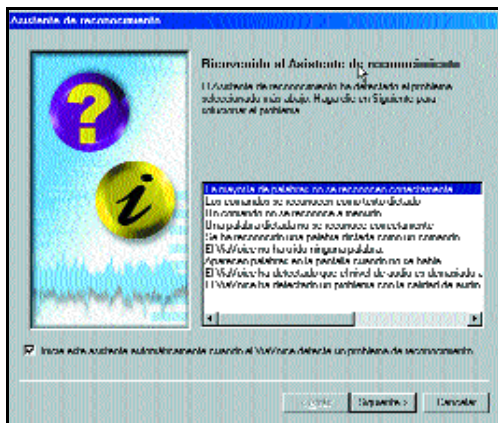 Asistente de reconocimiento
Bienvenido al Asistente de reconocimiento
El Asistente de reconocimiento ha detectado el problema
seleccionado más abajo. Haga clic en Siguiente para
solucionar el problema.
La mayoría de palabras no se reconocen correctamente
Los comandos se reconocen como texto dictado
Un comando no se reconoce a menudo
Una palabra dictada no se reconoce correctamente
Se ha reconocido una palabra dictada como un comando
El ViaVoice no ha oído ninguna palabra.
Aparecen palabras en la pantalla cuando no se habla
El ViaVoice ha detectado que el nivel de audio es demasiado a
El ViaVoice ha detectado un problema con la calidad de audio
Inicie este asistente automáticamente cuando el ViaVoice detecte un problema de reconocimiento
< Atrás
Siguiente >
Cancelar